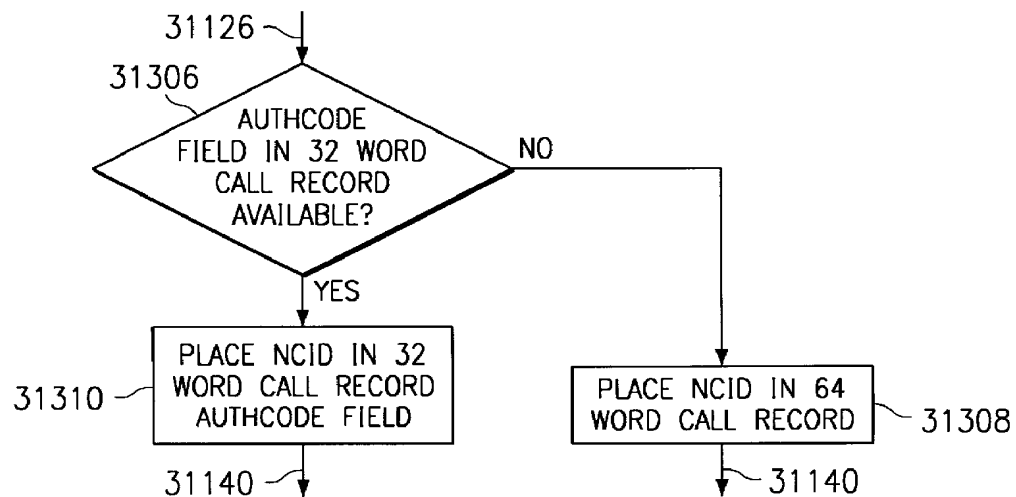 31126
31306
AUTHCODE
FIELD IN 32 WORD
CALL RECORD
AVAILABLE?
NO
YES
PLACE NCID IN 32
WORD CALL RECORD
AUTHCODE FIELD
31310
PLACE NCID IN 64
WORD CALL RECORD
31308
31140
31140